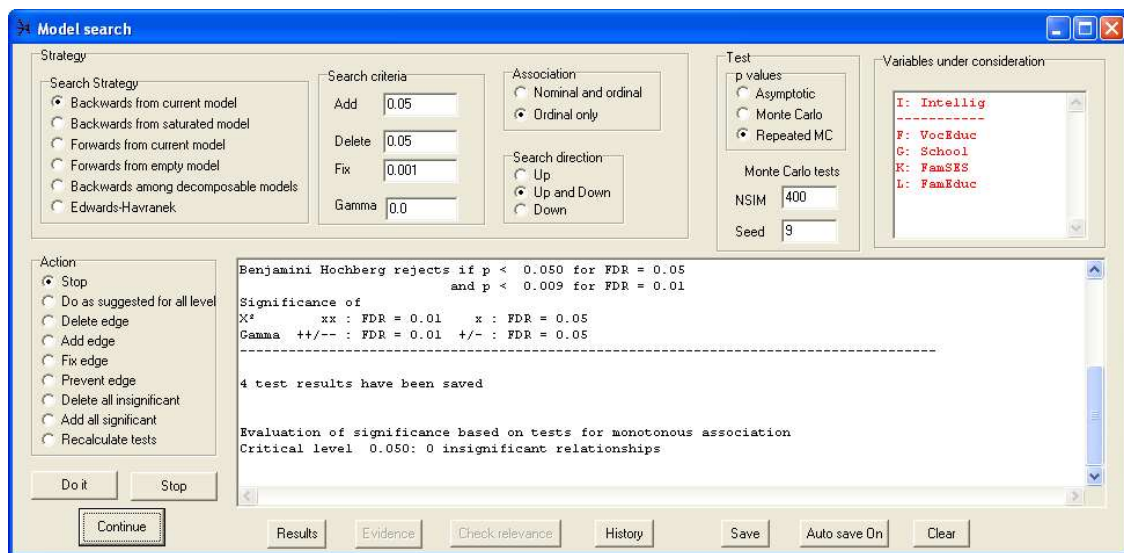 Model search
Strategy
Search Strategy
Backwards from current model
Backwards from saturated model
Forwards from current model
Forwards from empty model
Backwards among decomposable models
Edwards-Havranek
Search criteria
Add 0.05
Delete 0.05
Fix 0.001
Gamma 0.0
Association
Nominal and ordinal
Ordinal only
Search direction
Up
Up and Down
Down
Test
p values
Asymptotic
Monte Carlo
Repeated MC
Monte Carlo tests
NSIM 400
Seed 9
Variables under consideration
I: Intellig
-----------
F: VocEduc
G: School
K: FamSES
L: FamEduc
Action
Stop
Do as suggested for all level
Delete edge
Add edge
Fix edge
Prevent edge
Delete all insignificant
Add all significant
Recalculate tests
Do it
Stop
Continue
Benjamini Hochberg rejects if p < 0.050 for FDR = 0.05
and p < 0.009 for FDR = 0.01
Significance of
X² xx : FDR = 0.01 x : FDR = 0.05
Gamma ++/-- : FDR = 0.01 +/- : FDR = 0.05
--------------------------------------------------------------------------------
4 test results have been saved
Evaluation of significance based on tests for monotonous association
Critical level 0.050: 0 insignificant relationships
Results
Evidence
Check relevance
History
Save
Auto save On
Clear